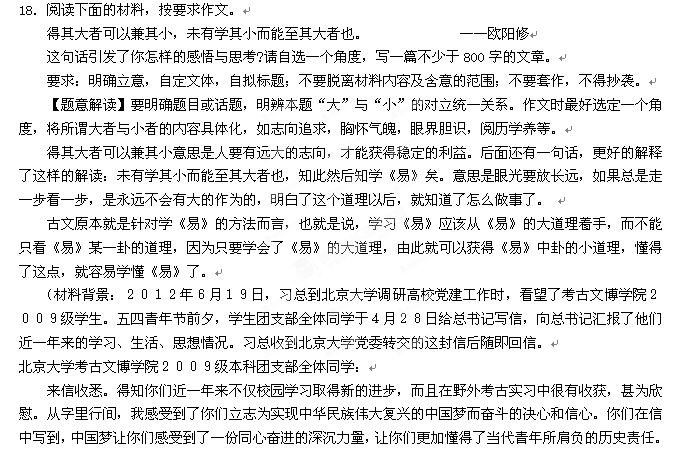 18. 阅读下面的材料，按要求作文。
得其大者可以兼其小，未有学其小而能至其大者也。 ——欧阳修
这句话引发了你怎样的感悟与思考?请自选一个角度，写一篇不少于 800 字的文章。
要求：明确立意，自定文体，自拟标题；不要脱离材料内容及含意的范围；不要套作，不得抄袭。
【题意解读】要明确题目或话题，明辨本题“大”与“小”的对立统一关系。作文时最好选定一个角
度，将所谓大者与小者的内容具体化，如志向追求，胸怀气魄，眼界胆识，阅历学养等。
得其大者可以兼其小意思是人要有远大的志向，才能获得稳定的利益。后面还有一句话，更好的解释
了这样的解读：未有学其小而能至其大者也，知此然后知学《易》矣。意思是眼光要放长远，如果总是走
一步看一步，是永远不会有大的作为的，明白了这个道理以后，就知道了怎么做事了。
古文原本就是针对学《易》的方法而言，也就是说，学习《易》应该从《易》的大道理着手，而不能
只看《易》某一卦的道理，因为只要学会了《易》的大道理，由此就可以获得《易》中卦的小道理，懂得
了这点，就容易学懂《易》了。
（材料背景：２０１２年６月１９日，习总到北京大学调研高校党建工作时，看望了考古文博学院２
００９级学生。五四青年节前夕，学生团支部全体同学于４月２８日给总书记写信，向总书记汇报了他们
近一年来的学习、生活、思想情况。习总收到北京大学党委转交的这封信后随即回信。
北京大学考古文博学院２００９级本科团支部全体同学：
来信收悉。得知你们近一年来不仅校园学习取得新的进步，而且在野外考古实习中很有收获，甚为欣
慰。从字里行间，我感受到了你们立志为实现中华民族伟大复兴的中国梦而奋斗的决心和信心。你们在信
中写到，中国梦让你们感受到了一份同心奋进的深沉力量，让你们更加懂得了当代青年所肩负的历史责任。